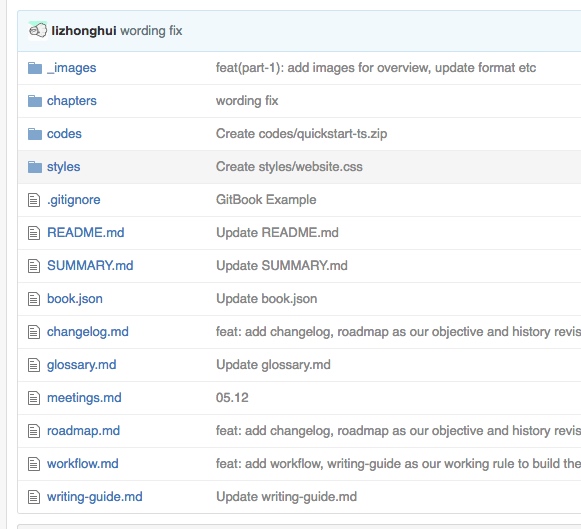 lizhonghui wording fix
_images feat(part-1): add images for overview, update format etc
chapters wording fix
codes Create codes/quickstart-ts.zip
styles Create styles/website.css
.gitignore GitBook Example
README.md Update README.md
SUMMARY.md Update SUMMARY.md
book.json Update book.json
changelog.md feat: add changelog, roadmap as our objective and history revis
glossary.md Update glossary.md
meetings.md 05.12
roadmap.md feat: add changelog, roadmap as our objective and history revis
workflow.md feat: add workflow, writing-guide as our working rule to build the
writing-guide.md Update writing-guide.md